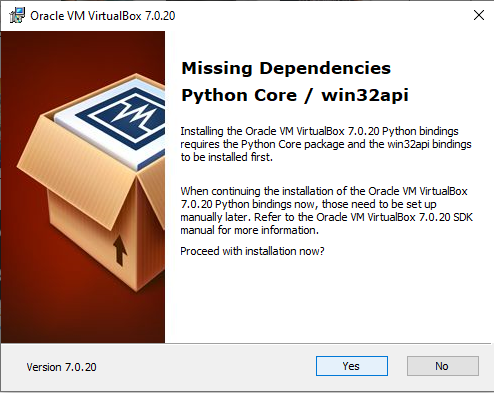 Oracle VM VirtualBox 7.0.20
Missing Dependencies
Python Core / win32api
Installing the Oracle VM VirtualBox 7.0.20 Python bindings
requires the Python Core package and the win32api bindings
to be installed first.
When continuing the installation of the Oracle VM VirtualBox
7.0.20 Python bindings now, those need to be set up
manually later. Refer to the Oracle VM VirtualBox 7.0.20 SDK
manual for more information.
Proceed with installation now?
Version 7.0.20
Yes
No